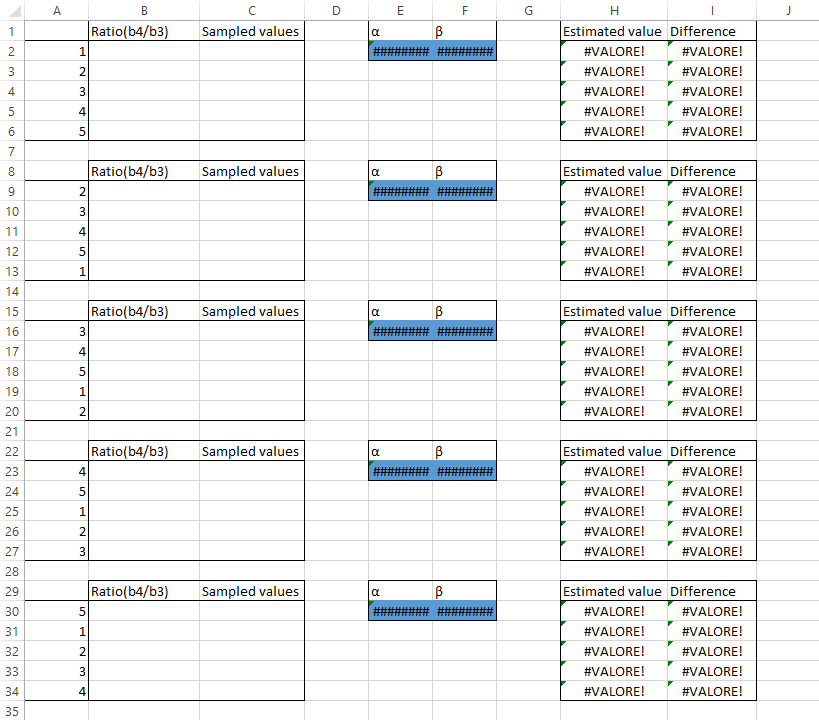 A B C D E F G H I J
1 Ratio(b4/b3) Sampled values α β Estimated value Difference
2 1 ######## ######## #VALORE! #VALORE!
3 2 #VALORE! #VALORE!
4 3 #VALORE! #VALORE!
5 4 #VALORE! #VALORE!
6 5 #VALORE! #VALORE!
7
8 Ratio(b4/b3) Sampled values α β Estimated value Difference
9 2 ######## ######## #VALORE! #VALORE!
10 3 #VALORE! #VALORE!
11 4 #VALORE! #VALORE!
12 5 #VALORE! #VALORE!
13 1 #VALORE! #VALORE!
14
15 Ratio(b4/b3) Sampled values α β Estimated value Difference
16 3 ######## ######## #VALORE! #VALORE!
17 4 #VALORE! #VALORE!
18 5 #VALORE! #VALORE!
19 1 #VALORE! #VALORE!
20 2 #VALORE! #VALORE!
21
22 Ratio(b4/b3) Sampled values α β Estimated value Difference
23 4 ######## ######## #VALORE! #VALORE!
24 5 #VALORE! #VALORE!
25 1 #VALORE! #VALORE!
26 2 #VALORE! #VALORE!
27 3 #VALORE! #VALORE!
28
29 Ratio(b4/b3) Sampled values α β Estimated value Difference
30 5 ######## ######## #VALORE! #VALORE!
31 1 #VALORE! #VALORE!
32 2 #VALORE! #VALORE!
33 3 #VALORE! #VALORE!
34 4 #VALORE! #VALORE!
35